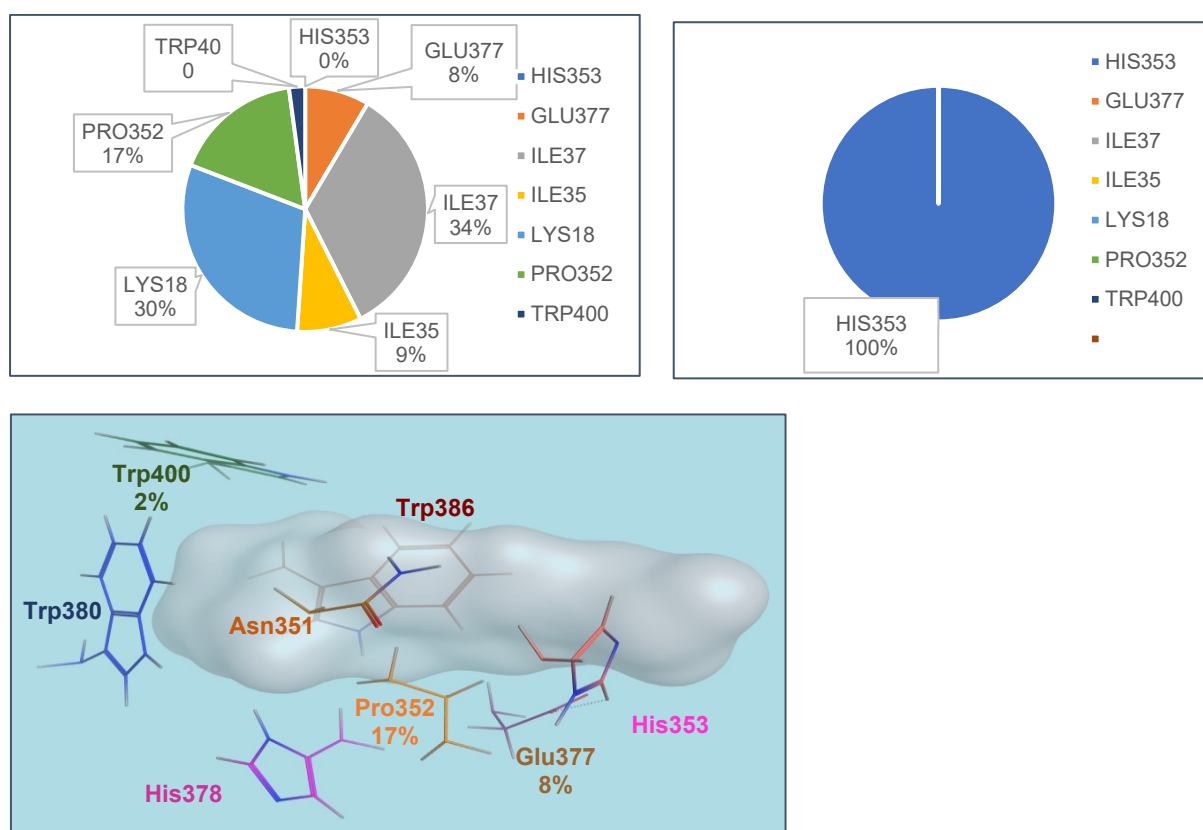 TRP40
0
HIS353
0%
GLU377
8%
PRO352
17%
ILE37
34%
LYS18
30%
ILE35
9%
HIS353
GLU377
ILE37
ILE35
LYS18
PRO352
TRP400
HIS353
100%
HIS353
GLU377
ILE37
ILE35
LYS18
PRO352
TRP400
Trp400
2%
Trp386
Trp380
Asn351
Pro352
17%
His353
Glu377
8%
His378